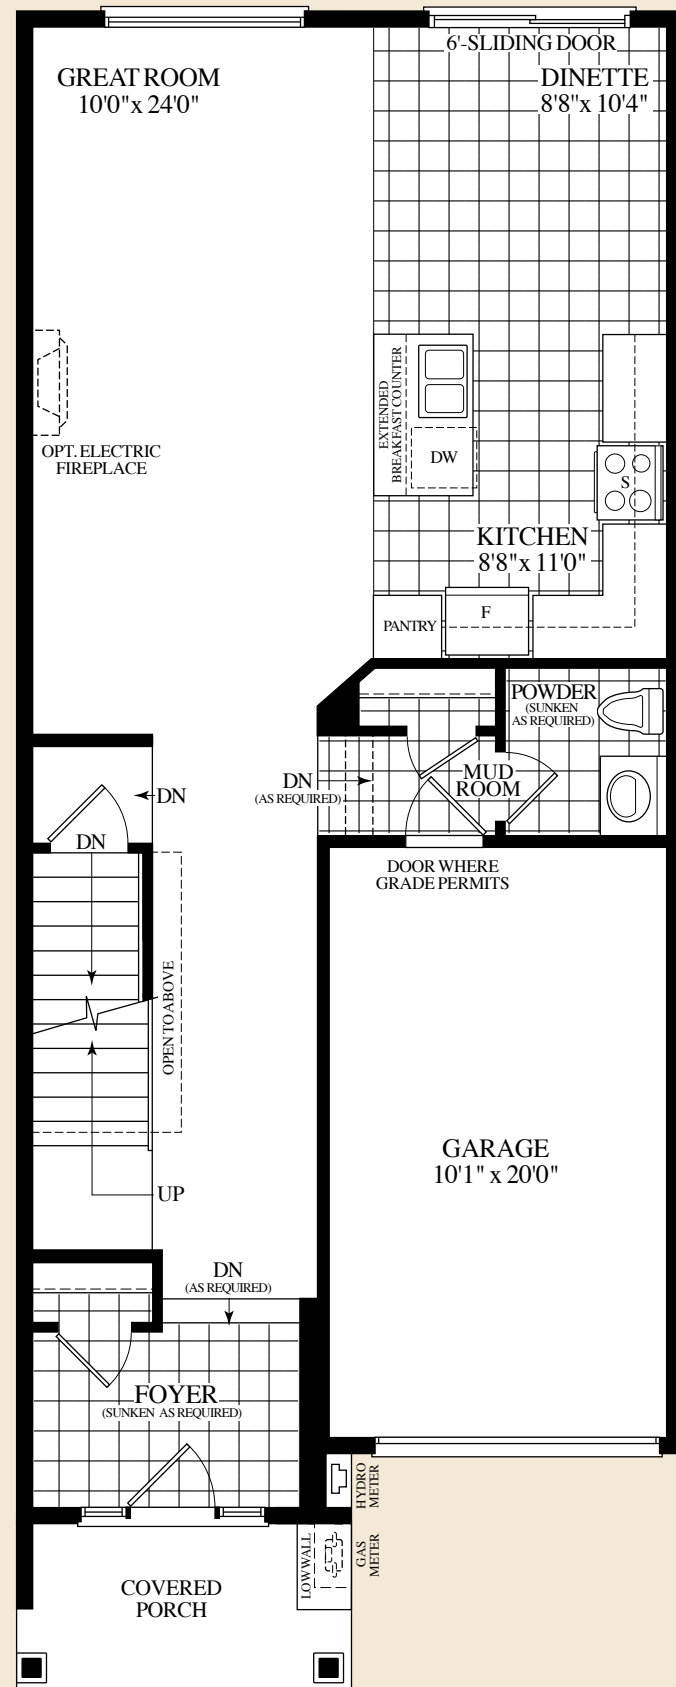 6'-SLIDING DOOR
GREAT ROOM
10'0" x 24'0"
DINETTE
8'8" x 10'4"
EXTENDED
BREAKFAST COUNTER
DW
OPT. ELECTRIC
FIREPLACE
S
KITCHEN
8'8" x 11'0"
PANTRY
F
POWDER
(SUNKEN
AS REQUIRED)
MUD
ROOM
DN
(AS REQUIRED)
DN
DN
DOOR WHERE
GRADE PERMITS
OPEN TO ABOVE
GARAGE
10'1" x 20'0"
UP
DN
(AS REQUIRED)
FOYER
(SUNKEN AS REQUIRED)
HYDRO
METER
LOW WALL
GAS
METER
COVERED
PORCH